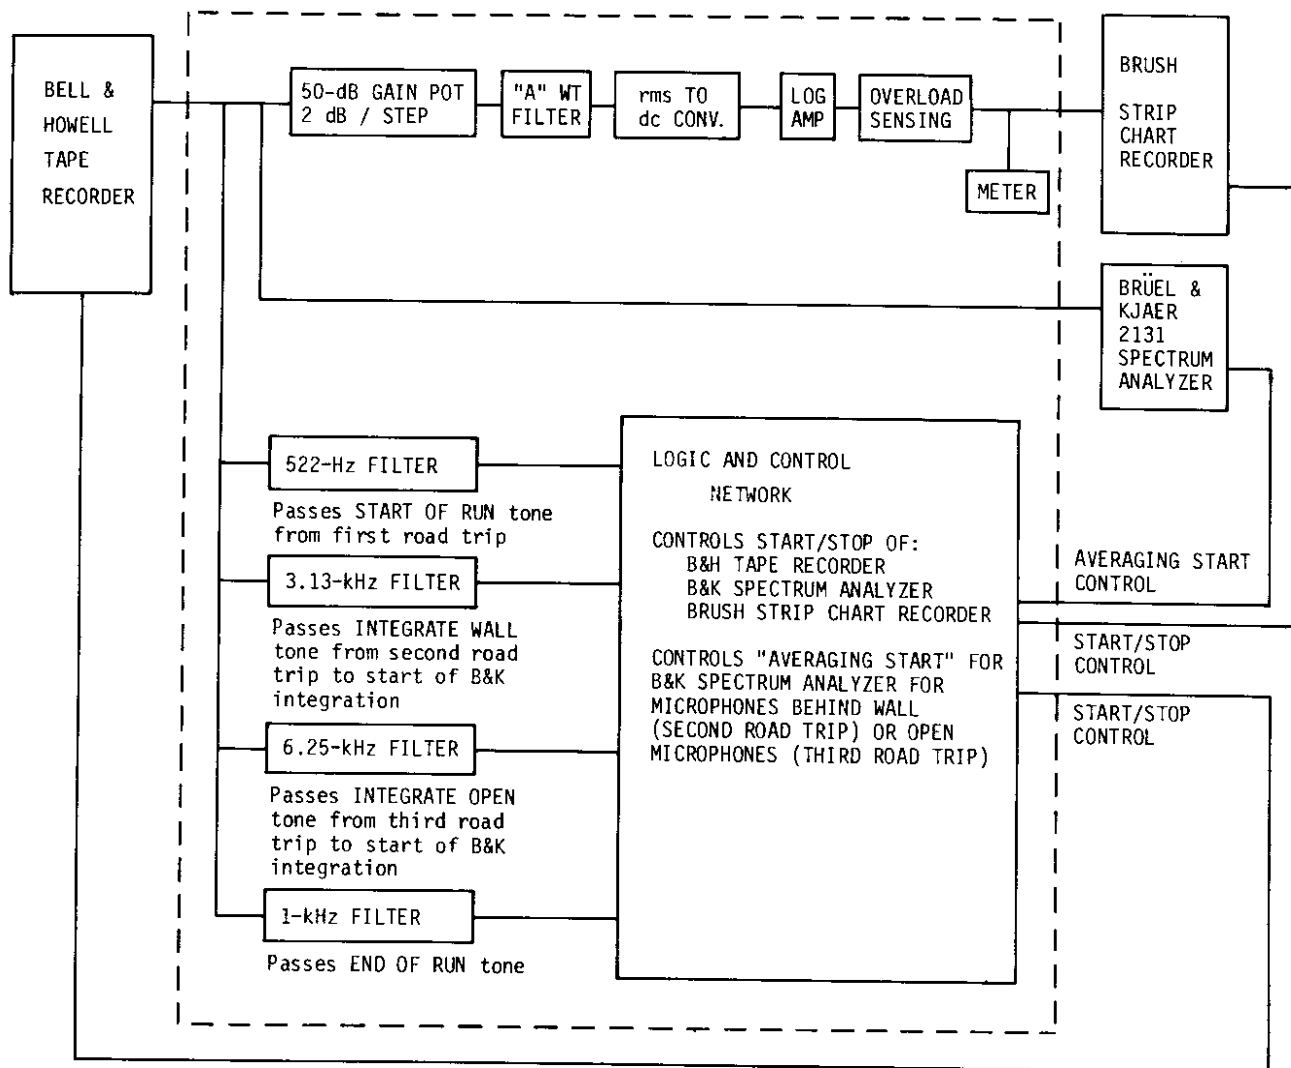 BELL &
HOWELL
TAPE
RECORDER
50-dB GAIN POT
2 dB / STEP
"A" WT
FILTER
rms TO
dc CONV.
LOG
AMP
OVERLOAD
SENSING
METER
BRUSH
STRIP
CHART
RECORDER
BRÜEL &
KJAER
2131
SPECTRUM
ANALYZER
522-Hz FILTER
Passes START OF RUN tone
from first road trip
3.13-kHz FILTER
Passes INTEGRATE WALL
tone from second road
trip to start of B&K
integration
6.25-kHz FILTER
Passes INTEGRATE OPEN
tone from third road
trip to start of B&K
integration
1-kHz FILTER
Passes END OF RUN tone
LOGIC AND CONTROL
NETWORK
CONTROLS START/STOP OF:
B&H TAPE RECORDER
B&K SPECTRUM ANALYZER
BRUSH STRIP CHART RECORDER
CONTROLS "AVERAGING START" FOR
B&K SPECTRUM ANALYZER FOR
MICROPHONES BEHIND WALL
(SECOND ROAD TRIP) OR OPEN
MICROPHONES (THIRD ROAD TRIP)
AVERAGING START
CONTROL
START/STOP
CONTROL
START/STOP
CONTROL